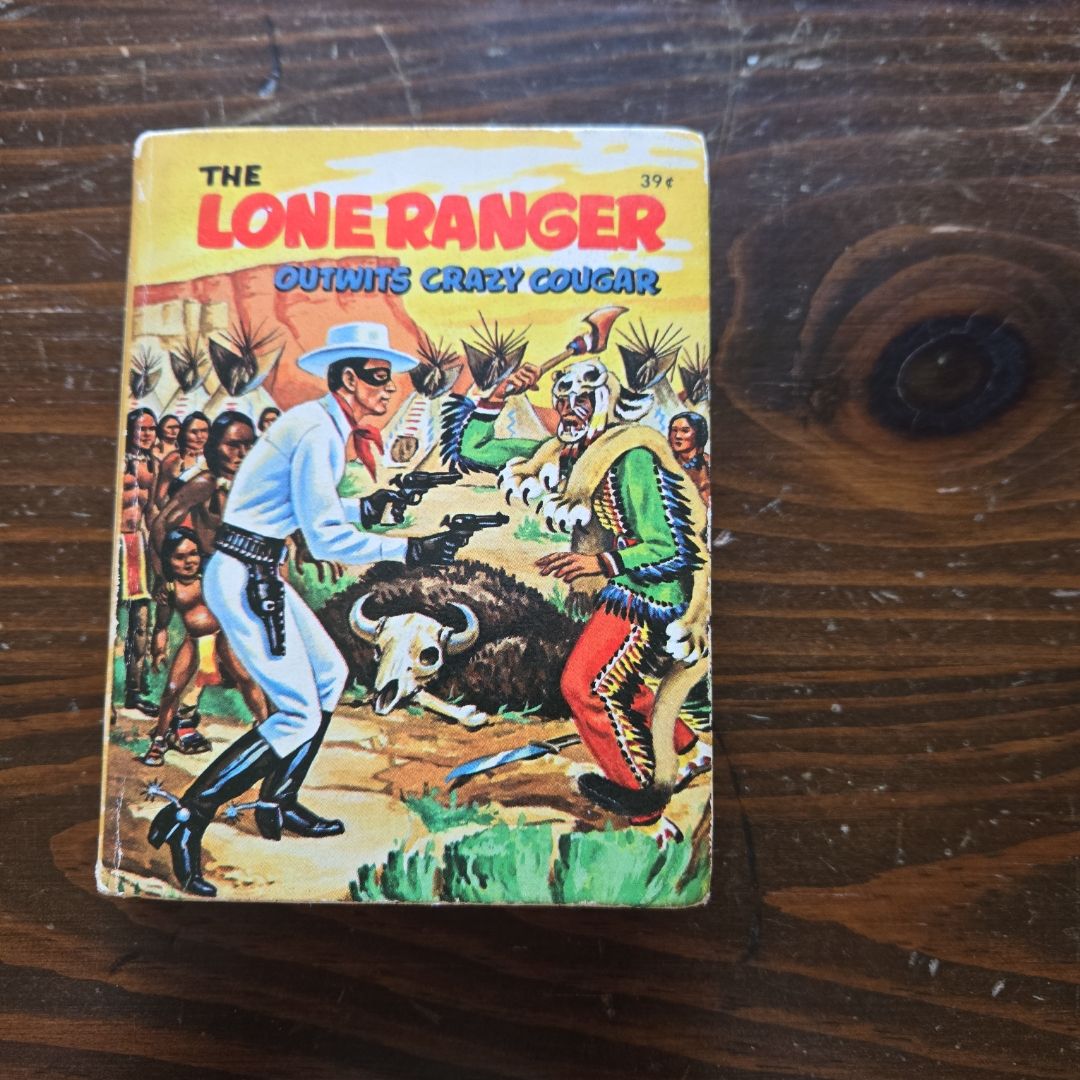 THE
39¢
LONE RANGER
OUTWITS CRAZY COUGAR